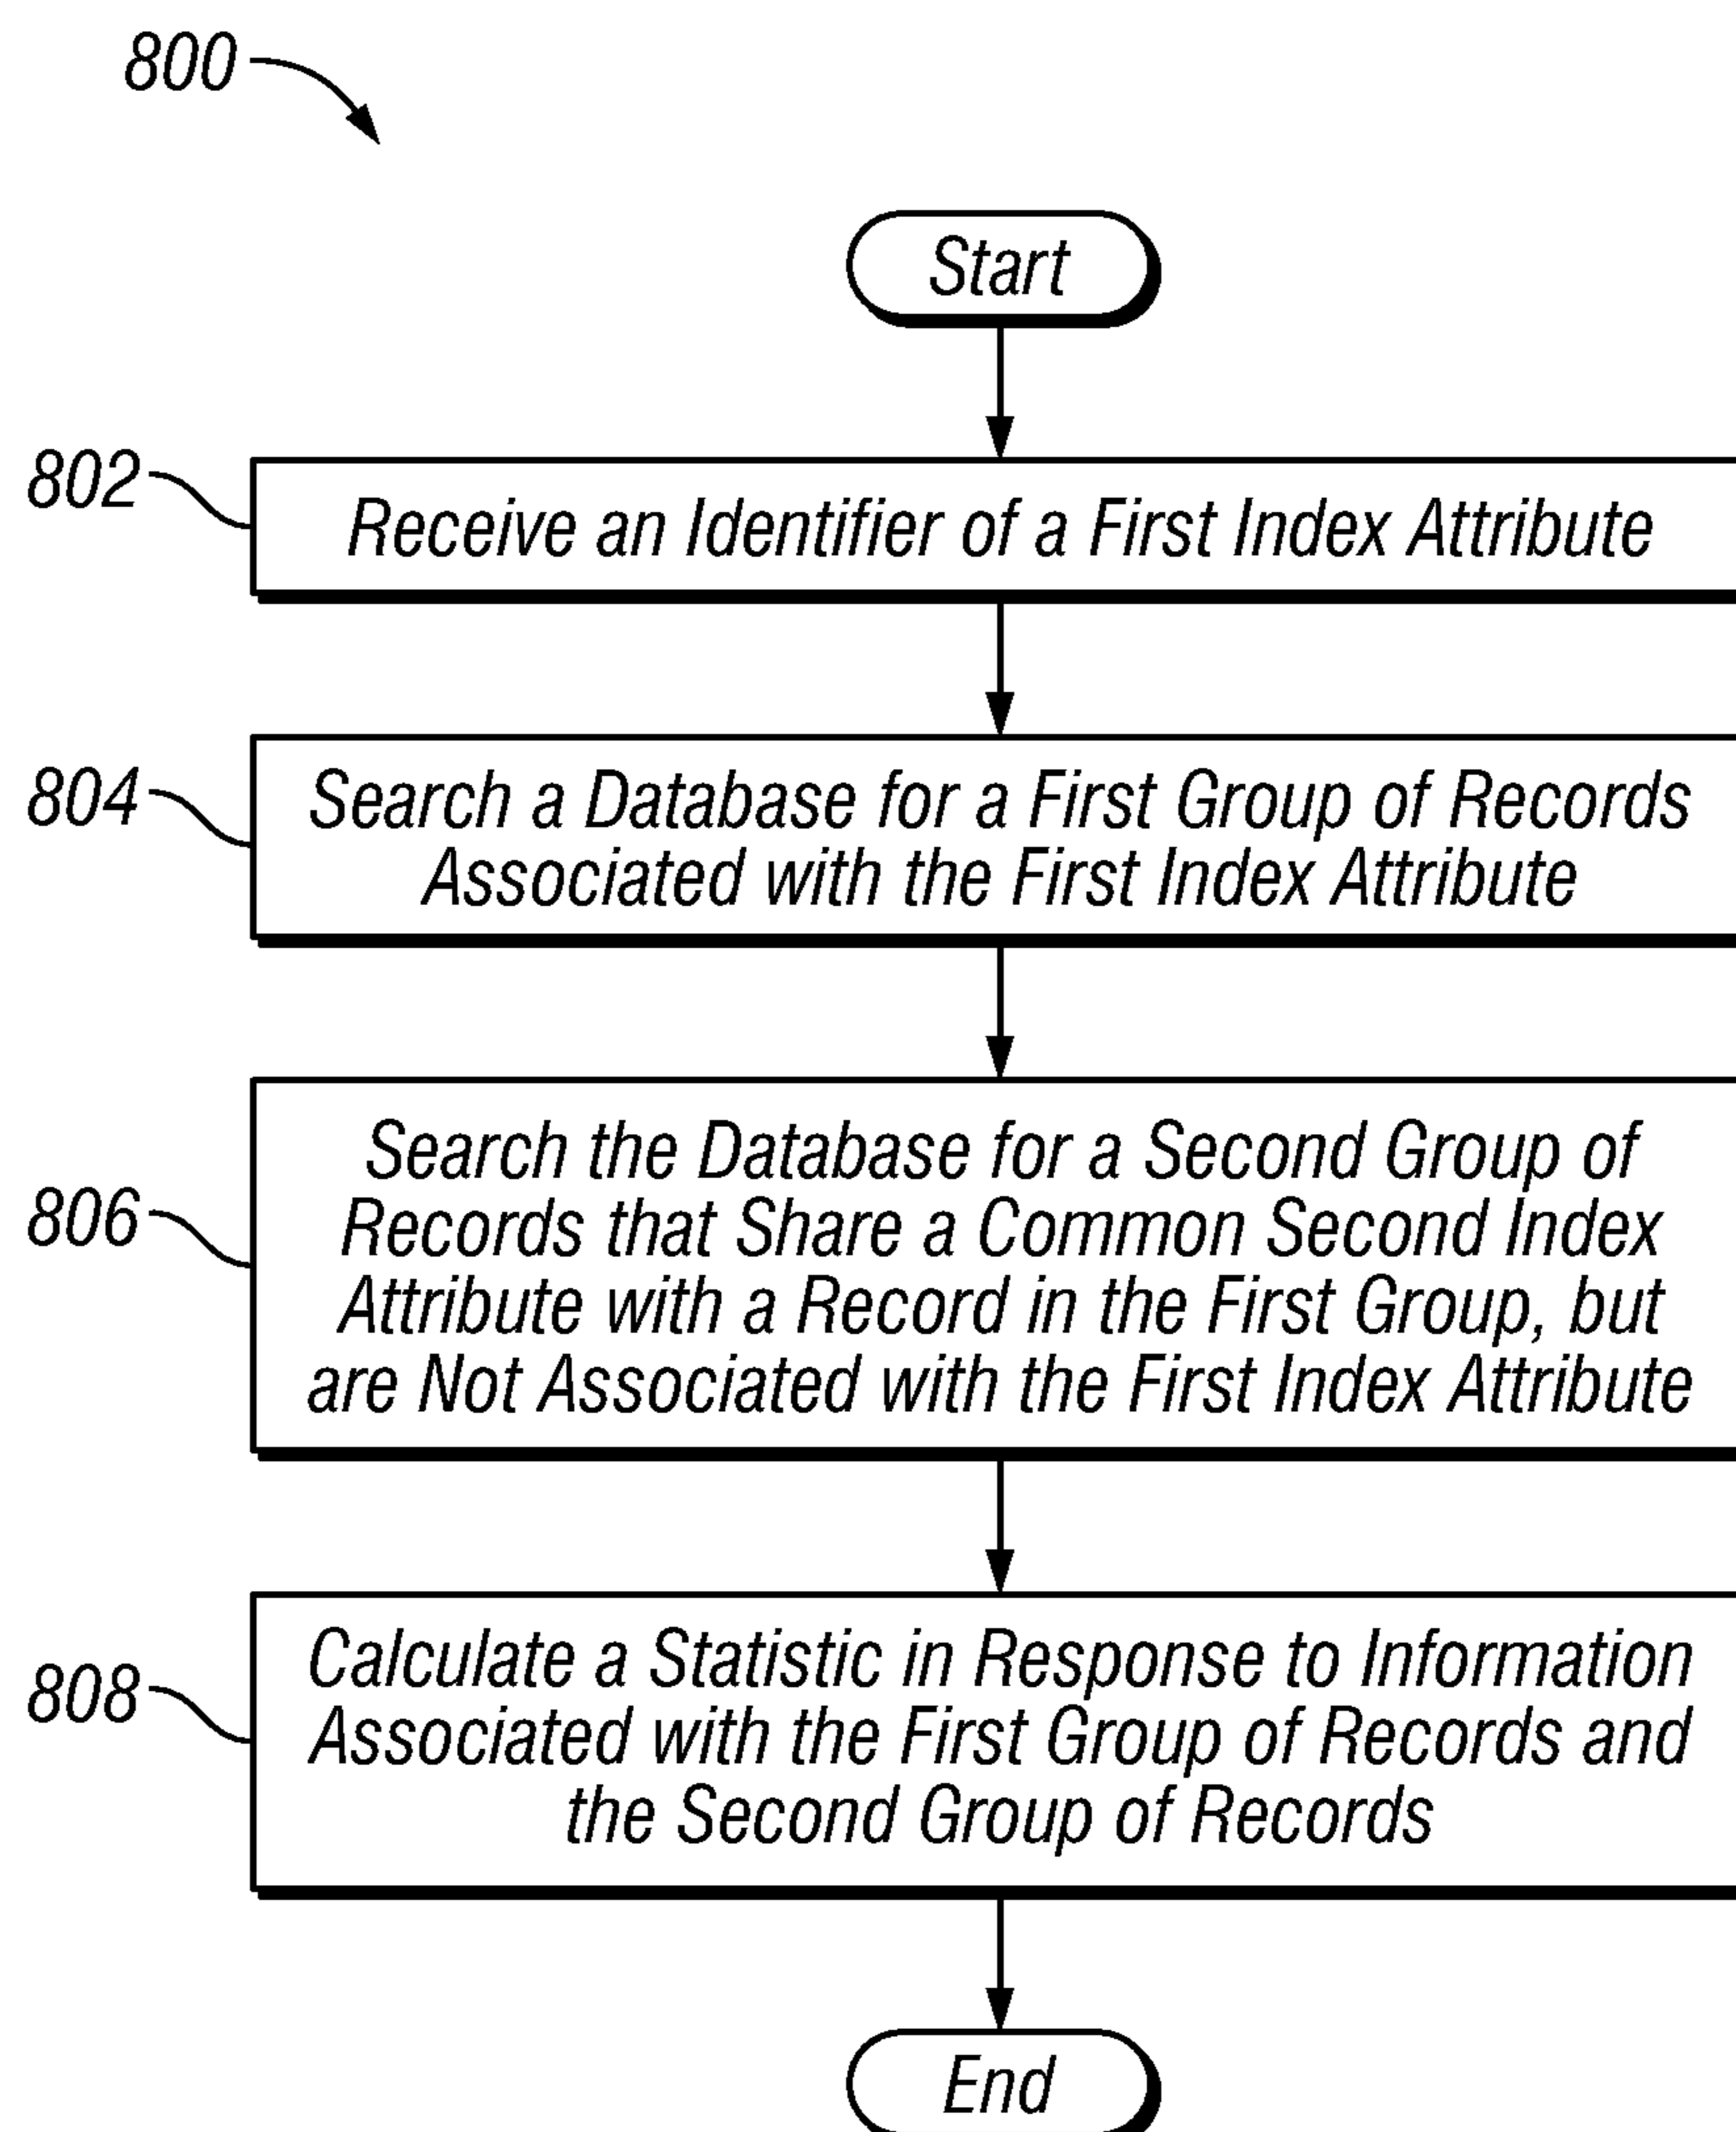 800
Start
802
Receive an Identifier of a First Index Attribute
804
Search a Database for a First Group of Records
Associated with the First Index Attribute
806
Search the Database for a Second Group of
Records that Share a Common Second Index
Attribute with a Record in the First Group, but
are Not Associated with the First Index Attribute
808
Calculate a Statistic in Response to Information
Associated with the First Group of Records and
the Second Group of Records
End